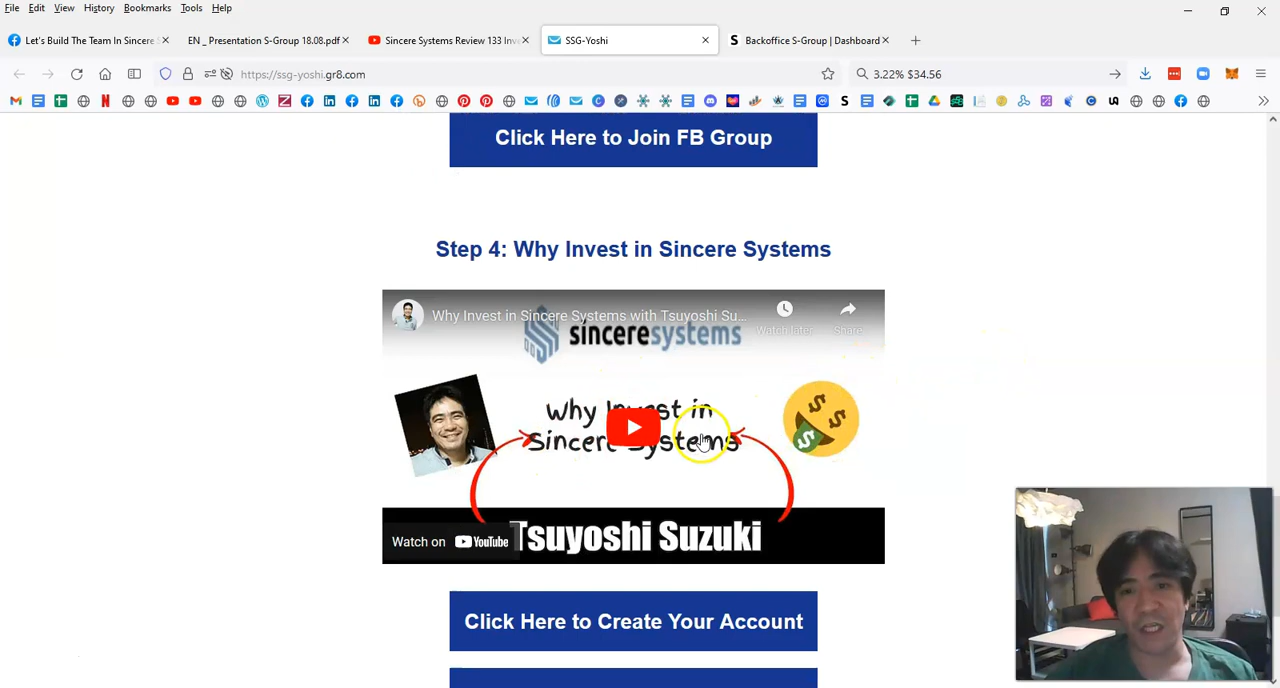 File Edit View History Bookmarks Tools Help
Let's Build The Team In Sincere S
EN _ Presentation S-Group 18.08.pdf
Sincere Systems Review 133 Inve
SSG-Yoshi
Backoffice S-Group | Dashboard
https://ssg-yoshi.gr8.com
3.22% $34.56
Click Here to Join FB Group
Step 4: Why Invest in Sincere Systems
Why Invest in Sincere Systems with Tsuyoshi Su...
Watch later
Share
sinceresystems
Why Invest in
Sincere Systems
Watch on YouTube
Tsuyoshi Suzuki
Click Here to Create Your Account